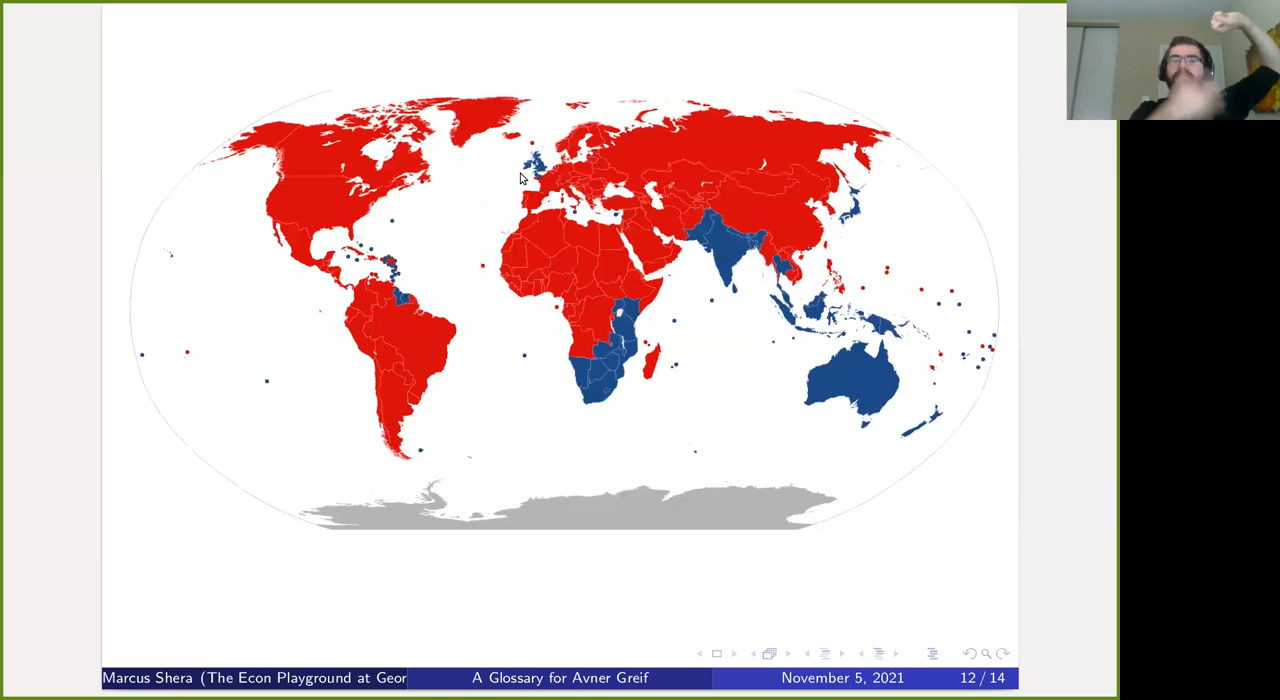 Marcus Shera (The Econ Playground at Geor
A Glossary for Avner Greif
November 5, 2021
12 / 14